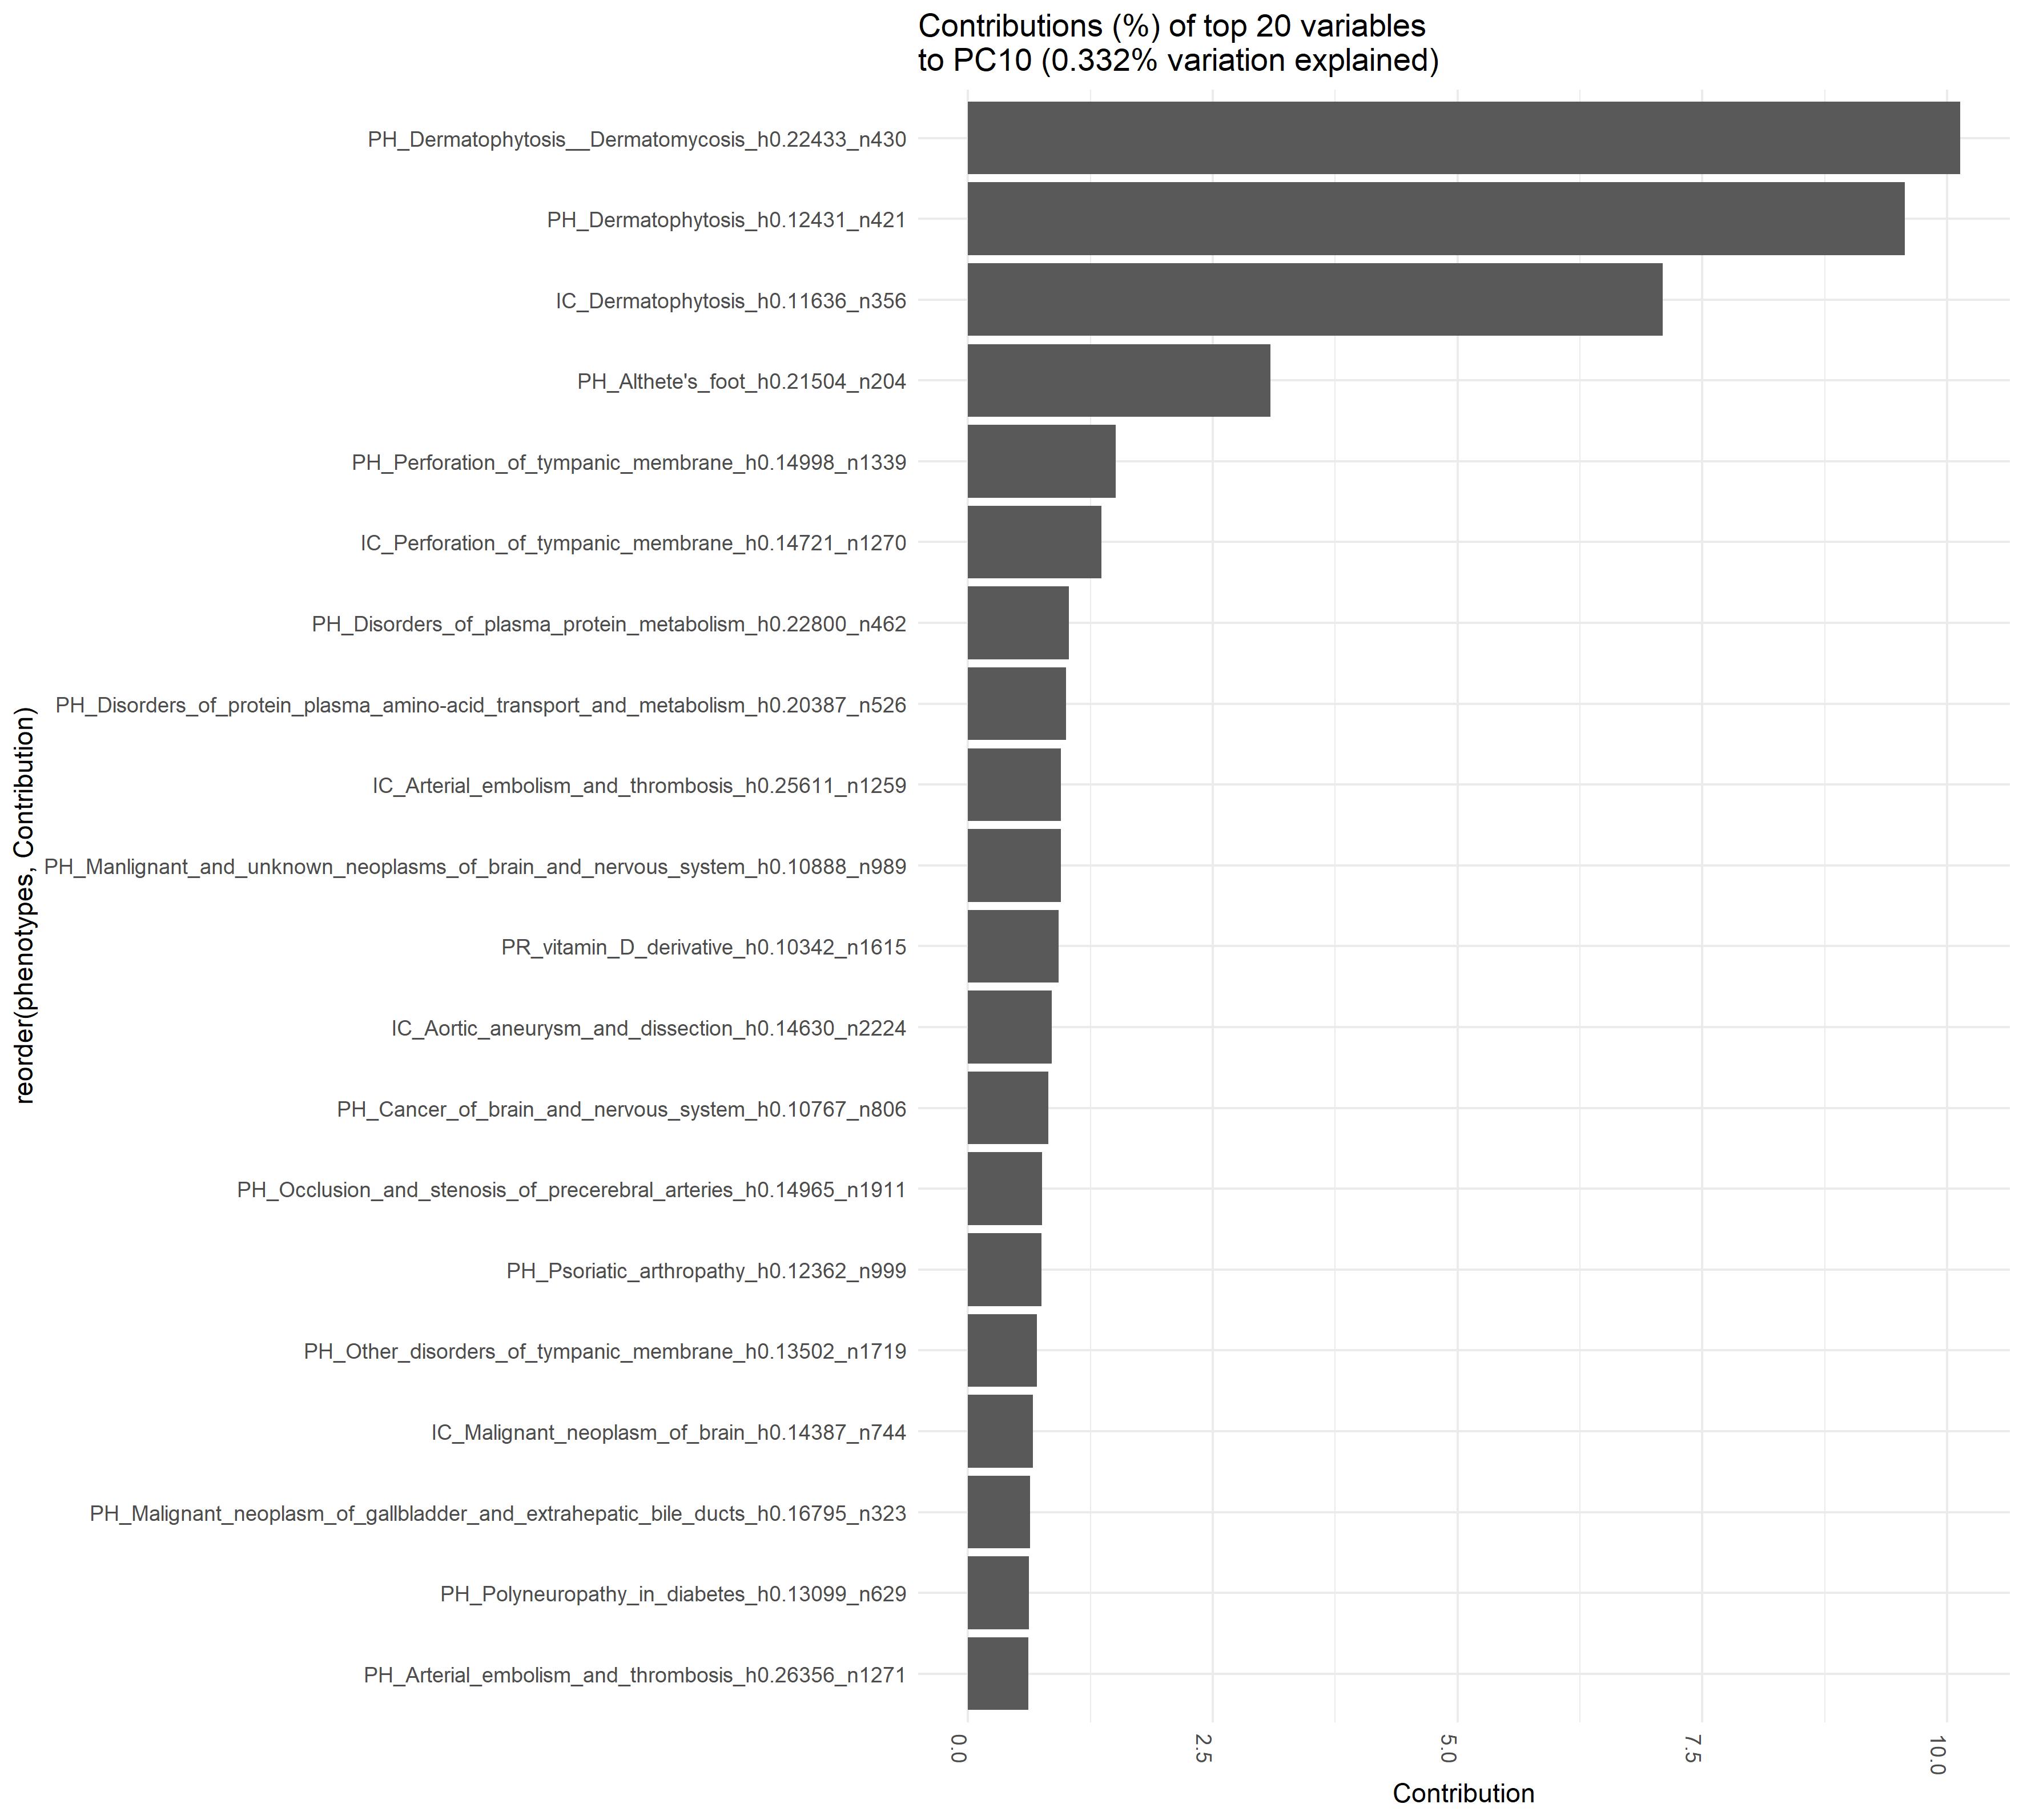 Contributions (%) of top 20 variables
to PC10 (0.332% variation explained)
PH_Dermatophytosis__Dermatomycosis_h0.22433_n430
PH_Dermatophytosis_h0.12431_n421
IC_Dermatophytosis_h0.11636_n356
PH_Althete's_foot_h0.21504_n204
PH_Perforation_of_tympanic_membrane_h0.14998_n1339
IC_Perforation_of_tympanic_membrane_h0.14721_n1270
PH_Disorders_of_plasma_protein_metabolism_h0.22800_n462
PH_Disorders_of_protein_plasma_amino-acid_transport_and_metabolism_h0.20387_n526
IC_Arterial_embolism_and_thrombosis_h0.25611_n1259
PH_Manlignant_and_unknown_neoplasms_of_brain_and_nervous_system_h0.10888_n989
PR_vitamin_D_derivative_h0.10342_n1615
IC_Aortic_aneurysm_and_dissection_h0.14630_n2224
PH_Cancer_of_brain_and_nervous_system_h0.10767_n806
PH_Occlusion_and_stenosis_of_precerebral_arteries_h0.14965_n1911
PH_Psoriatic_arthropathy_h0.12362_n999
PH_Other_disorders_of_tympanic_membrane_h0.13502_n1719
IC_Malignant_neoplasm_of_brain_h0.14387_n744
PH_Malignant_neoplasm_of_gallbladder_and_extrahepatic_bile_ducts_h0.16795_n323
PH_Polyneuropathy_in_diabetes_h0.13099_n629
PH_Arterial_embolism_and_thrombosis_h0.26356_n1271
reorder(phenotypes, Contribution)
0.0
2.5
5.0
7.5
10.0
Contribution